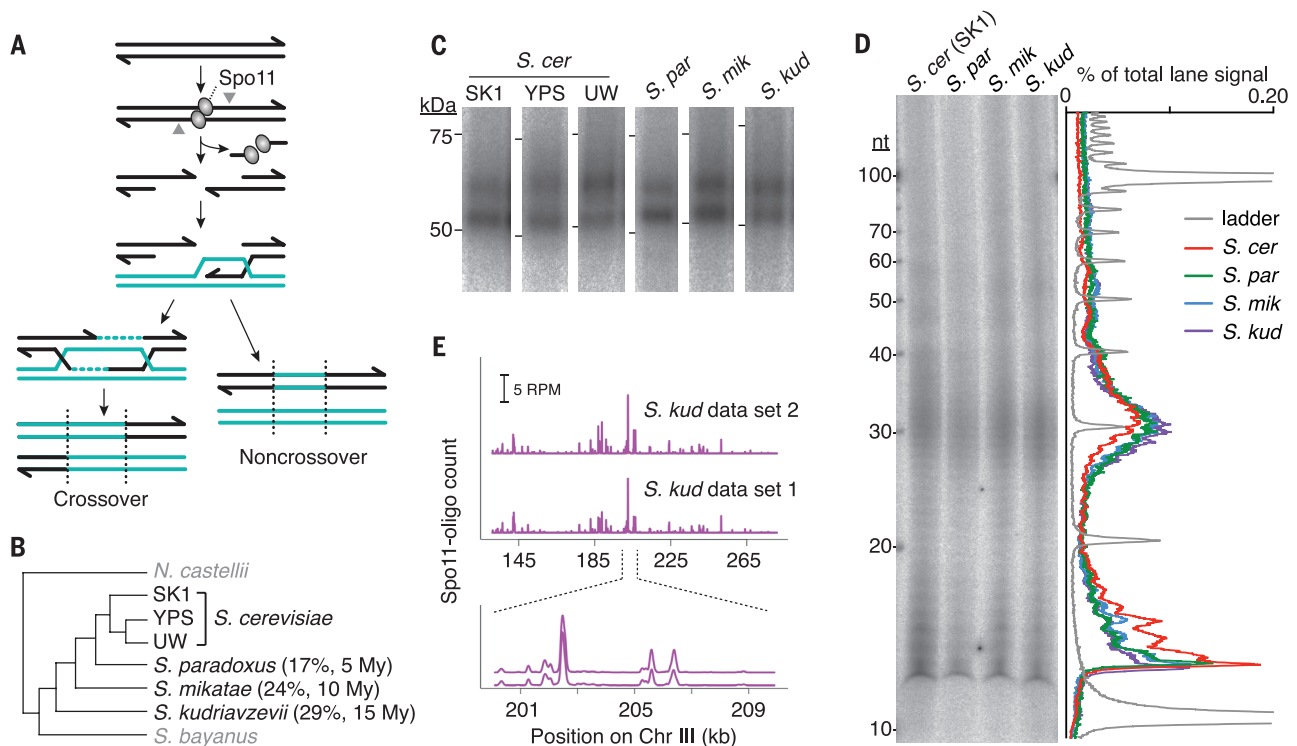 A
Spo11
Crossover
Noncrossover
B
N. castellii
SK1
YPS
UW
S. cerevisiae
S. paradoxus (17%, 5 My)
S. mikatae (24%, 10 My)
S. kudriavzevii (29%, 15 My)
S. bayanus
C
S. cer
SK1 YPS UW S. par S. mik S. kud
kDa
75
50
D
S. cer (SK1)
S. par
S. mik
S. kud
% of total lane signal
0 0.20
nt
100
70
60
50
40
30
20
10
ladder
S. cer
S. par
S. mik
S. kud
E
5 RPM
S. kud data set 2
S. kud data set 1
Spo11-oligo count
145 185 225 265
201 205 209
Position on Chr III (kb)